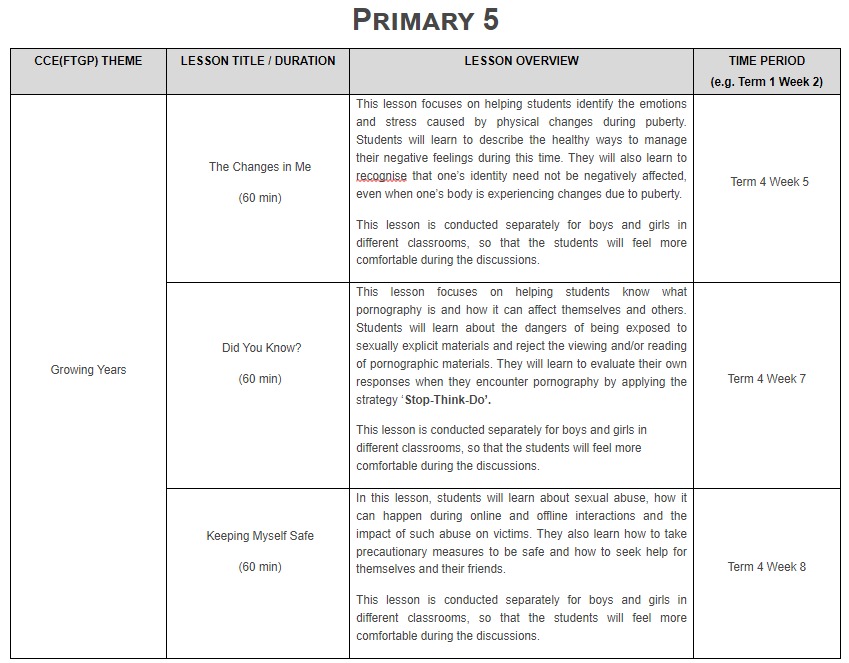 PRIMARY 5
CCE(FTGP) THEME
LESSON TITLE / DURATION
LESSON OVERVIEW
TIME PERIOD
(e.g. Term 1 Week 2)
Growing Years
The Changes in Me
(60 min)
This lesson focuses on helping students identify the emotions
and stress caused by physical changes during puberty.
Students will learn to describe the healthy ways to manage
their negative feelings during this time. They will also learn to
recognise that one's identity need not be negatively affected,
even when one's body is experiencing changes due to puberty.
This lesson is conducted separately for boys and girls in
different classrooms, so that the students will feel more
comfortable during the discussions.
Term 4 Week 5
Did You Know?
(60 min)
This lesson focuses on helping students know what
pornography is and how it can affect themselves and others.
Students will learn about the dangers of being exposed to
sexually explicit materials and reject the viewing and/or reading
of pornographic materials. They will learn to evaluate their own
responses when they encounter pornography by applying the
strategy ‘Stop-Think-Do’.
This lesson is conducted separately for boys and girls in
different classrooms, so that the students will feel more
comfortable during the discussions.
Term 4 Week 7
Keeping Myself Safe
(60 min)
In this lesson, students will learn about sexual abuse, how it
can happen during online and offline interactions and the
impact of such abuse on victims. They also learn how to take
precautionary measures to be safe and how to seek help for
themselves and their friends.
This lesson is conducted separately for boys and girls in
different classrooms, so that the students will feel more
comfortable during the discussions.
Term 4 Week 8